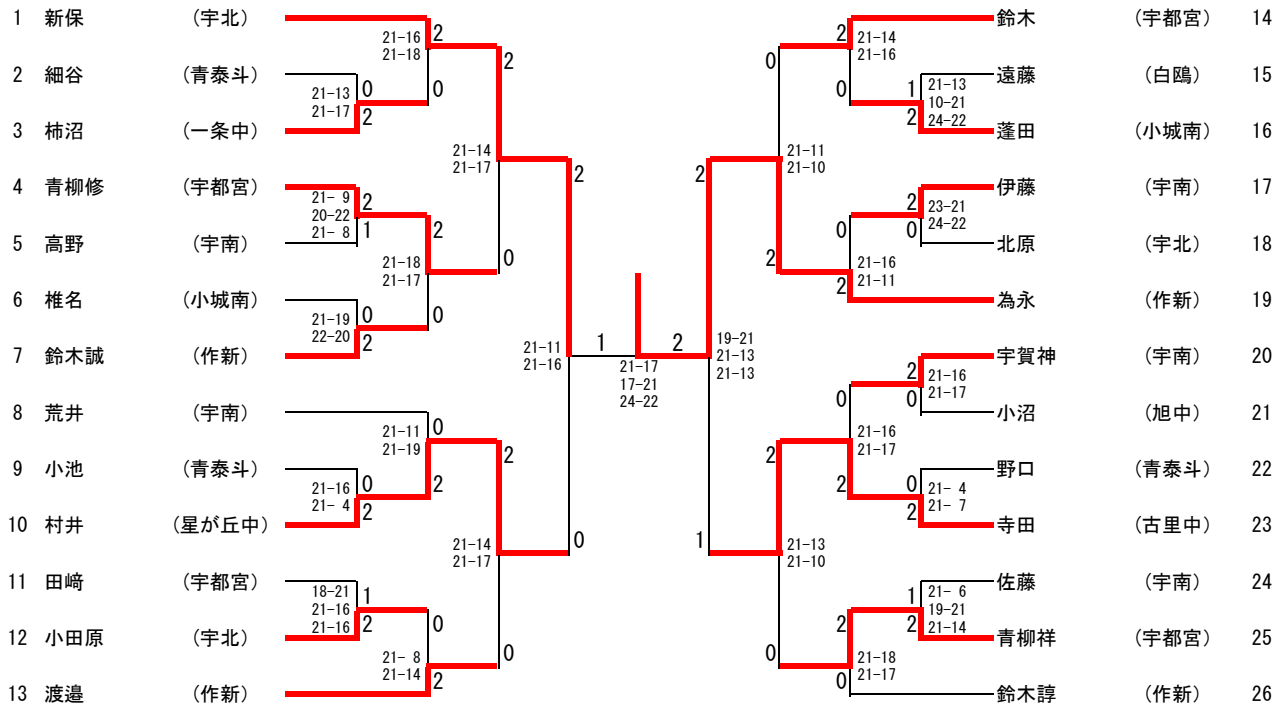 1 新保 (宇北)
2 細谷 (青泰斗)
3 柿沼 (一条中)
4 青柳修 (宇都宮)
5 高野 (宇南)
6 椎名 (小城南)
7 鈴木誠 (作新)
8 荒井 (宇南)
9 小池 (青泰斗)
10 村井 (星が丘中)
11 田﨑 (宇都宮)
12 小田原 (宇北)
13 渡邉 (作新)
21-13 0
21-17 2
21- 9 2
20-22
21- 8 1
21-19 0
22-20 2
21-16 0
21- 4 2
18-21 1
21-16
21-16 2
21-16 2
21-18 0
21-18 2
21-17 0
21-11 0
21-19 2
21- 8 0
21-14 2
21-14 2
21-17 0
21-14 2
21-17 0
21-11 2
21-16 0
1 2
21-17
17-21
24-22
2 19-21
21-13
1 21-13
0 21-11
2 21-10
2 21-13
0 21-10
2 21-14
0 21-16
0 21-16
2 21-11
0 21-16
2 21-17
2 21-18
0 21-17
1 21-13
10-21
2 24-22
2 23-21
0 24-22
2 21-16
0 21-17
0 21- 4
2 21- 7
1 21- 6
19-21
2 21-14
鈴木 (宇都宮) 14
遠藤 (白鴎) 15
蓬田 (小城南) 16
伊藤 (宇南) 17
北原 (宇北) 18
為永 (作新) 19
宇賀神 (宇南) 20
小沼 (旭中) 21
野口 (青泰斗) 22
寺田 (古里中) 23
佐藤 (宇南) 24
青柳祥 (宇都宮) 25
鈴木諄 (作新) 26